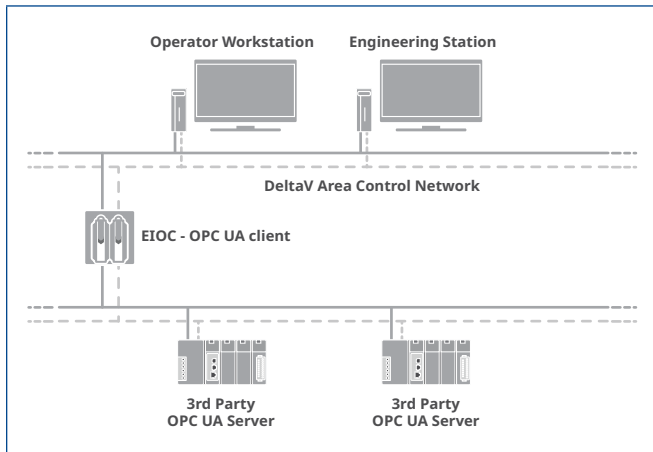 Operator Workstation
Engineering Station
DeltaV Area Control Network
EIOC - OPC UA client
3rd Party
OPC UA Server
3rd Party
OPC UA Server